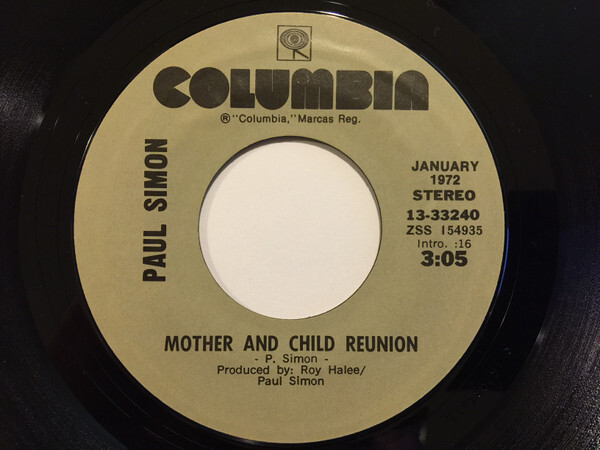 COLUMBIA
®"Columbia," Marcas Reg.
PAUL SIMON
JANUARY
1972
STEREO
13-33240
ZSS 154935
Intro. :16
3:05
MOTHER AND CHILD REUNION
- P. Simon -
Produced by: Roy Halee/
Paul Simon